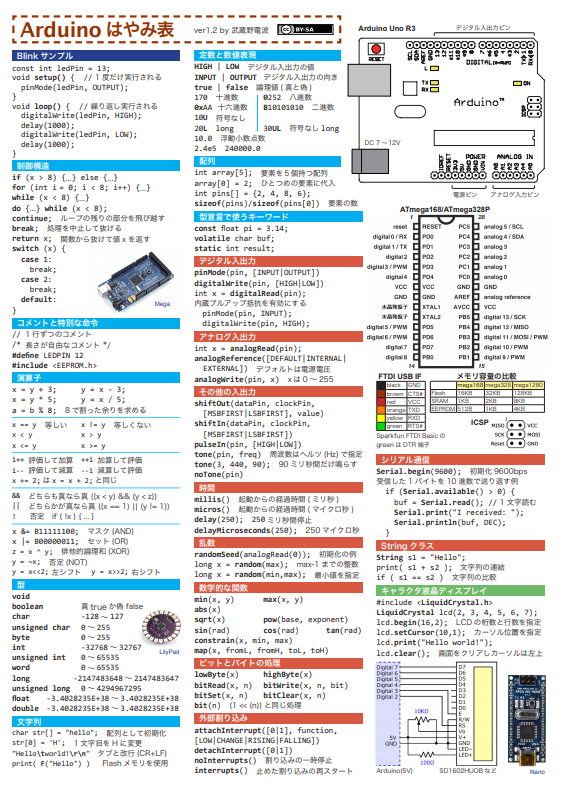 Arduino はやみ表
ver1.2 by 武蔵野電波
BY-SA
Blink サンプル
const int ledPin = 13;
void setup() {  // 1度だけ実行される
pinMode(ledPin, OUTPUT);
}
void loop() {  // 繰り返し実行される
digitalWrite(ledPin, HIGH);
delay(1000);
digitalWrite(ledPin, LOW);
delay(1000);
}
制御構造
if (x > 8) {…} else {…}
for (int i = 0; i < 8; i++) {…}
while (x < 8) {…}
do {…} while (x < 8);
continue;  ループの残りの部分を飛び越す
break;  処理を中止して抜ける
return x;  関数から抜けて値 x を返す
switch (x) {
case 1:
break;
case 2:
break;
default:
}
Mega
コメントと特別な命令
// 1行ずつのコメント
/* 長さが自由なコメント */
#define LEDPIN 12
#include <EEPROM.h>
演算子
x = y + 3;  y = x - 3;
x = y * 5;  y = x / 5;
a = b % 8;  8で割った余りを求める
x == y 等しい  x != y 等しくない
x < y  x > y
x <= y  x >= y
i++ 評価して加算  ++i 加算して評価
i-- 評価して減算  --i 減算して評価
x += 2; は x = x + 2; と同じ
&&  どちらも真なら真 ((x < y) && (y < z))
||  どちらかが真なら真 ((x == 1) || (y != 1))
!  否定 if ( !x ) { … }
x &= B11111100;  マスク (AND)
x |= B00000011;  セット (OR)
z = x ^ y;  排他的論理和 (XOR)
y = ~x;  否定 (NOT)
y = x<<2; 左シフト  y = x>>2; 右シフト
型
void
boolean  真 true か偽 false
char  -128 〜 127
unsigned char  0 〜 255
byte  0 〜 255
int  -32768 〜 32767
unsigned int  0 〜 65535
word  0 〜 65535
long  -2147483648 〜 2147483647
unsigned long  0 〜 4294967295
float  -3.4028235E+38 〜 3.4028235E+38
double  -3.4028235E+38 〜 3.4028235E+38
LilyPad
文字列
char str[] = "hello";  配列として初期化
str[0] = 'H';  1文字目を H に変更
"Hello\tworld!\r\n"  タブと改行 (CR+LF)
print( F("Hello") )  Flash メモリを使用
定数と数値表現
HIGH | LOW  デジタル入出力の値
INPUT | OUTPUT  デジタル入出力の向き
true | false  論理値 ( 真と偽 )
170  十進数  0252  八進数
0xAA  十六進数  B10101010  二進数
10U  符号なし
20L  long  30UL  符号なし long
10.0  浮動小数点数
2.4e5  240000.0
配列
int array[5];  要素を5個持つ配列
array[0] = 2;  ひとつめの要素に代入
int pins[] = {2, 4, 8, 6};
sizeof(pins)/sizeof(pins[0])  要素の数
型宣言で使うキーワード
const float pi = 3.14;
volatile char buf;
static int result;
デジタル入出力
pinMode(pin, [INPUT|OUTPUT])
digitalWrite(pin, [HIGH|LOW])
int x = digitalRead(pin);
内蔵プルアップ抵抗を有効にする
pinMode(pin, INPUT);
digitalWrite(pin, HIGH);
アナログ入出力
int x = analogRead(pin);
analogReference([DEFAULT|INTERNAL|
EXTERNAL])  デフォルトは電源電圧
analogWrite(pin, x)  x は 0 〜 255
その他の入出力
shiftOut(dataPin, clockPin,
[MSBFIRST|LSBFIRST], value)
shiftIn(dataPin, clockPin,
[MSBFIRST|LSBFIRST])
pulseIn(pin, [HIGH|LOW])
tone(pin, freq)  周波数はヘルツ (Hz) で指定
tone(3, 440, 90);  90ミリ秒間だけ鳴らす
noTone(pin)
時間
millis()  起動からの経過時間 ( ミリ秒 )
micros()  起動からの経過時間 ( マイクロ秒 )
delay(250);  250 ミリ秒間停止
delayMicroseconds(250);  250 マイクロ秒
乱数
randomSeed(analogRead(0));  初期化の例
long x = random(max);  max-1 までの整数
long x = random(min,max);  最小値を指定
数学的な関数
min(x, y)  max(x, y)
abs(x)
sqrt(x)  pow(base, exponent)
sin(rad)  cos(rad)  tan(rad)
constrain(x, min, max)
map(x, fromL, fromH, toL, toH)
ビットとバイトの処理
lowByte(x)  highByte(x)
bitRead(x, n)  bitWrite(x, n, bit)
bitSet(x, n)  bitClear(x, n)
bit(n)  (1 << (n)) と同じ処理
外部割り込み
attachInterrupt([0|1], function,
[LOW|CHANGE|RISING|FALLING])
detachInterrupt([0|1])
noInterrupts()  割り込みの一時停止
interrupts()  止めた割り込みの再スタート
Arduino Uno R3
デジタル入出力ピン
RESET
DIGITAL
L
TX
RX
ON
Arduino™
ICSP
DC 7 〜 12V
POWER
ANALOG IN
電源ピン
アナログ入力ピン
ATmega168/ATmega328P
1  28
reset  RESET  PC5  analog 5 / SCL
digital 0 / RX  PD0  PC4  analog 4 / SDA
digital 1 / TX  PD1  PC3  analog 3
digital 2  PD2  PC2  analog 2
digital 3 / PWM  PD3  PC1  analog 1
digital 4  PD4  PC0  analog 0
VCC  VCC  GND  GND
GND  GND  AREF  analog reference
水晶発振子  XTAL1  AVCC  VCC
水晶発振子  XTAL2  PB5  digital 13 / SCK
digital 5 / PWM  PD5  PB4  digital 12 / MISO
digital 6 / PWM  PD6  PB3  digital 11 / MOSI / PWM
digital 7  PD7  PB2  digital 10 / PWM
digital 8  PB0  PB1  digital 9 / PWM
14  15
FTDI USB IF
black  GND
brown  CTS#
red  VCC
orange  TXD
yellow  RXD
green  RTS#
Sparkfun FTDI Basic の
green は DTR 端子
メモリ容量の比較
mega168  mega328  mega1280
Flash  16KB  32KB  128KB
SRAM  1KB  2KB  8KB
EEPROM  512B  1KB  4KB
ICSP
MISO  VCC
SCK  MOSI
Reset  GND
シリアル通信
Serial.begin(9600);  初期化 9600bps
受信した 1 バイトを 10 進数で送り返す例
if (Serial.available() > 0) {
buf = Serial.read(); // 1文字読む
Serial.print("I received: ");
Serial.println(buf, DEC);
}
String クラス
String s1 = "Hello";
print( s1 + s2 );  文字列の連結
if ( s1 == s2 )  文字列の比較
キャラクタ液晶ディスプレイ
#include <LiquidCrystal.h>
LiquidCrystal lcd(2, 3, 4, 5, 6, 7);
lcd.begin(16,2);  LCD の桁数と行数を指定
lcd.setCursor(10,1);  カーソル位置を指定
lcd.print("Hello world!");
lcd.clear();  画面をクリアしカーソルは左上
Digital 7  D7
Digital 6  D6
Digital 5  D5
Digital 4  D4
Digital 3
Digital 2
E
R/W
RS
Vo
GND
LED+
LED-
10KΩ
100Ω
5V
GND
Arduino(5V)
SD1602HUOB など
Nano